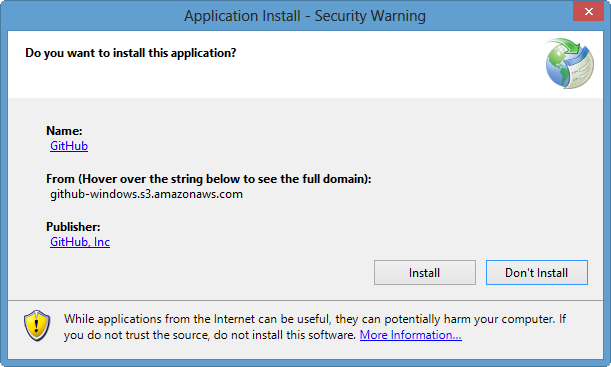 Application Install - Security Warning
Do you want to install this application?
Name:
GitHub
From (Hover over the string below to see the full domain):
github-windows.s3.amazonaws.com
Publisher:
GitHub, Inc
Install
Don't Install
While applications from the Internet can be useful, they can potentially harm your computer. If
you do not trust the source, do not install this software. More Information...